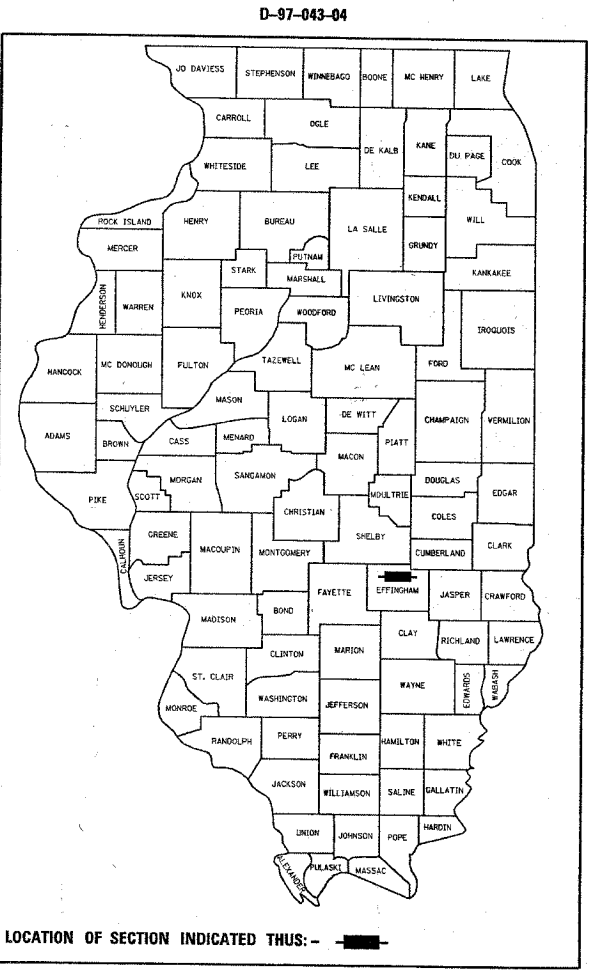 D-97-043-04
JO DAVIESS
STEPHENSON
WINNEBAGO
BOONE
MC HENRY
LAKE
CARROLL
OGLE
DE KALB
KANE
DU PAGE
COOK
WHITESIDE
LEE
KENDALL
ROCK ISLAND
HENRY
BUREAU
LA SALLE
WILL
MERCER
GRUNDY
PUTNAM
STARK
MARSHALL
KANKAKEE
HENDERSON
WARREN
KNOX
PEORIA
WOODFORD
LIVINGSTON
IROQUOIS
HANCOCK
MC DONOUGH
FULTON
TAZEWELL
MC LEAN
FORD
MASON
SCHUYLER
LOGAN
DE WITT
CHAMPAIGN
VERMILION
ADAMS
BROWN
CASS
MENARD
MACON
PIATT
PIKE
SCOTT
MORGAN
SANGAMON
DOUGLAS
EDGAR
MOULTRIE
CHRISTIAN
COLES
GREENE
MACOUPIN
MONTGOMERY
SHELBY
CUMBERLAND
CLARK
CALHOUN
JERSEY
FAYETTE
EFFINGHAM
JASPER
CRAWFORD
MADISON
BOND
CLAY
RICHLAND
LAWRENCE
CLINTON
MARION
ST. CLAIR
WAYNE
EDWARDS
WABASH
MONROE
WASHINGTON
JEFFERSON
RANDOLPH
PERRY
HAMILTON
WHITE
FRANKLIN
JACKSON
WILLIAMSON
SALINE
GALLATIN
UNION
JOHNSON
POPE
HARDIN
ALEXANDER
PULASKI
MASSAC
LOCATION OF SECTION INDICATED THUS: -